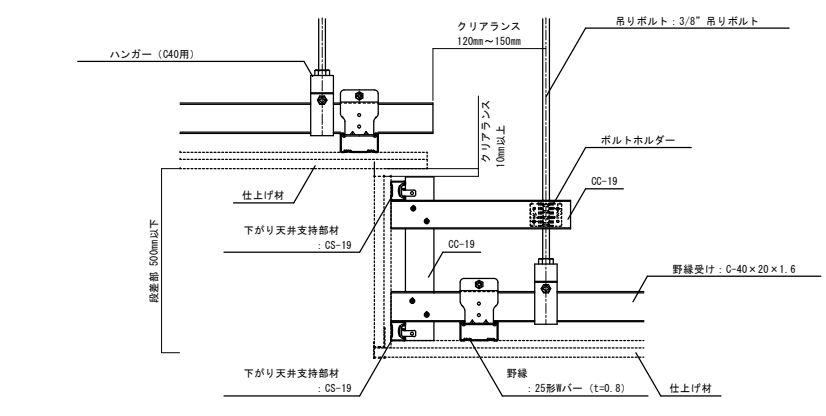 クリアランス
120mm～150mm
吊りボルト：3/8" 吊りボルト
ハンガー（C40用）
クリアランス
10mm以上
ボルトホルダー
CC-19
仕上げ材
下がり天井支持部材
：CS-19
CC-19
段差部 500mm以下
野縁受け：C-40×20×1.6
下がり天井支持部材
：CS-19
野縁
：25形Wバー（t=0.8）
仕上げ材